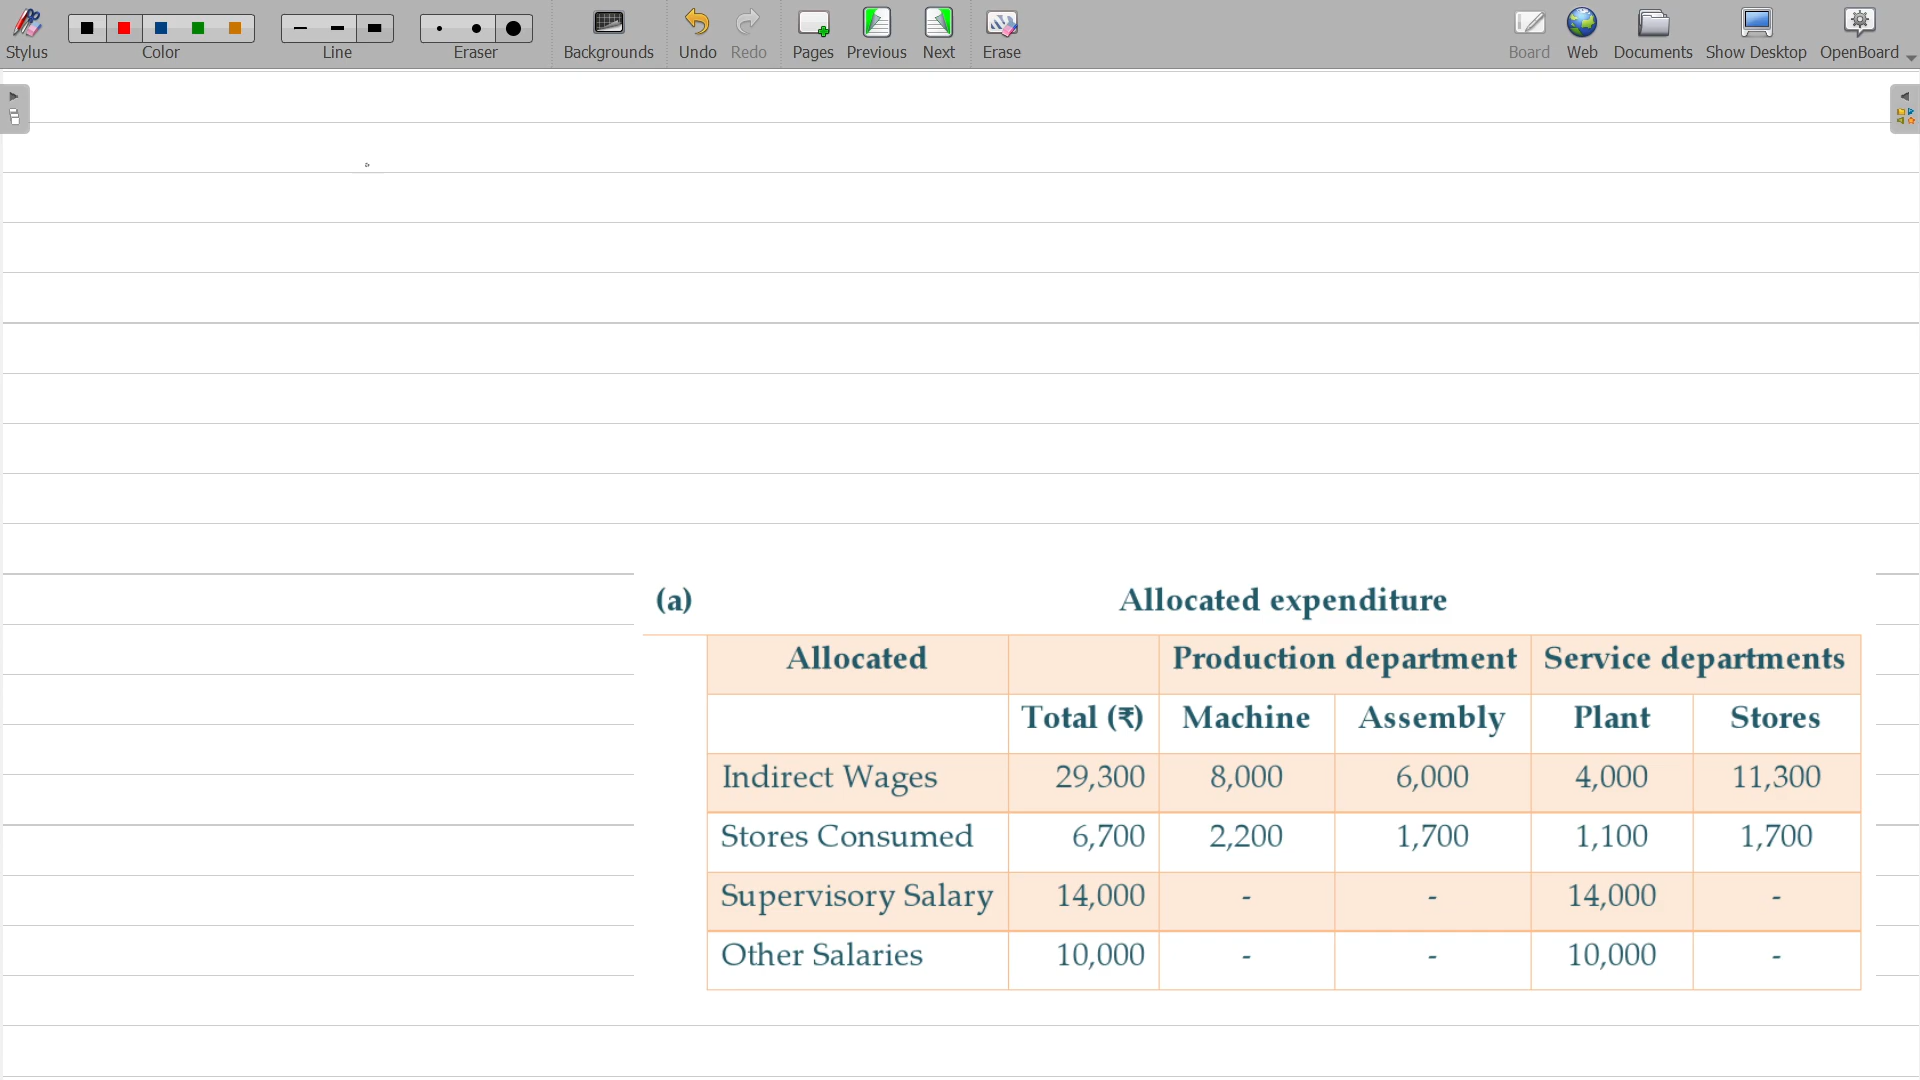 Stylus Color Line Eraser Backgrounds Undo Redo Pages Previous Next Erase Board Web Documents Show Desktop OpenBoard
(a) Allocated expenditure
Allocated Production department Service departments
Total (₹) Machine Assembly Plant Stores
Indirect Wages 29,300 8,000 6,000 4,000 11,300
Stores Consumed 6,700 2,200 1,700 1,100 1,700
Supervisory Salary 14,000 - - 14,000 -
Other Salaries 10,000 - - 10,000 -